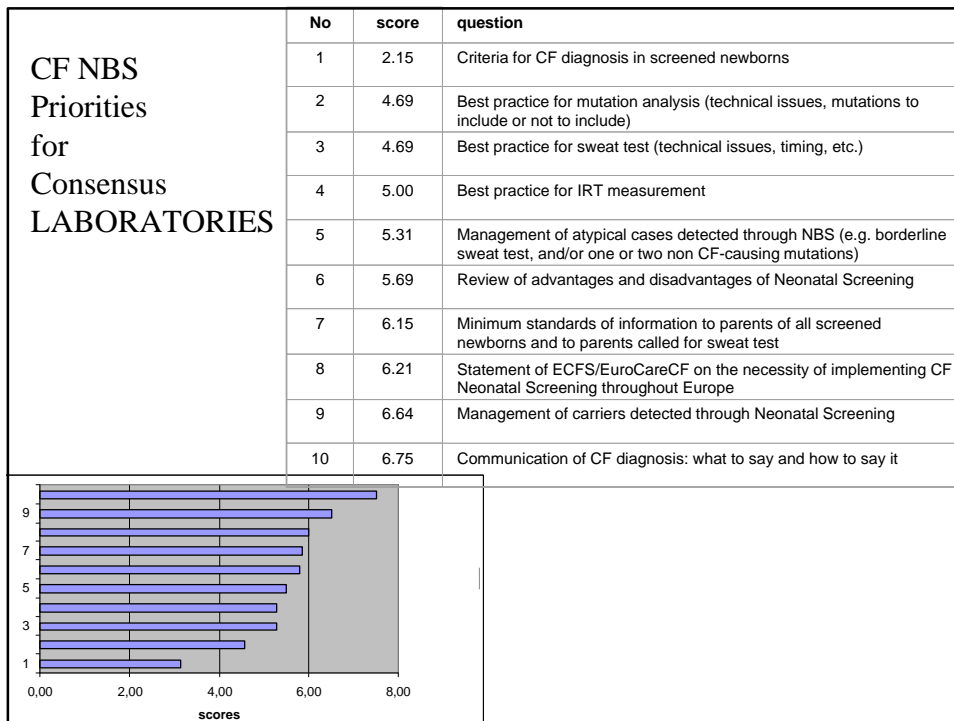 CF NBS
Priorities
for
Consensus
LABORATORIES
No score question
1 2.15 Criteria for CF diagnosis in screened newborns
2 4.69 Best practice for mutation analysis (technical issues, mutations to
include or not to include)
3 4.69 Best practice for sweat test (technical issues, timing, etc.)
4 5.00 Best practice for IRT measurement
5 5.31 Management of atypical cases detected through NBS (e.g. borderline
sweat test, and/or one or two non CF-causing mutations)
6 5.69 Review of advantages and disadvantages of Neonatal Screening
7 6.15 Minimum standards of information to parents of all screened
newborns and to parents called for sweat test
8 6.21 Statement of ECFS/EuroCareCF on the necessity of implementing CF
Neonatal Screening throughout Europe
9 6.64 Management of carriers detected through Neonatal Screening
10 6.75 Communication of CF diagnosis: what to say and how to say it
9
7
5
3
1
0,00 2,00 4,00 6,00 8,00
scores